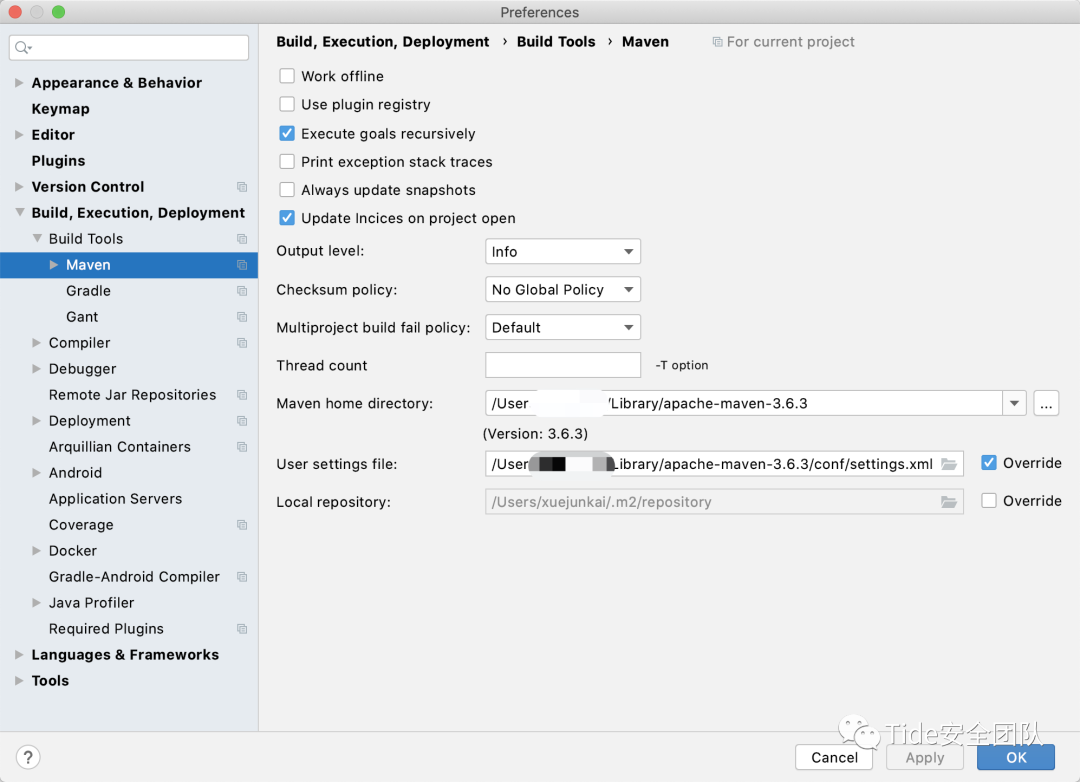 Preferences
Build, Execution, Deployment › Build Tools › Maven For current project
Appearance & Behavior
Keymap
Editor
Plugins
Version Control
Build, Execution, Deployment
Build Tools
Maven
Gradle
Gant
Compiler
Debugger
Remote Jar Repositories
Deployment
Arquillian Containers
Android
Application Servers
Coverage
Docker
Gradle-Android Compiler
Java Profiler
Required Plugins
Languages & Frameworks
Tools
Work offline
Use plugin registry
Execute goals recursively
Print exception stack traces
Always update snapshots
Update Incices on project open
Output level: Info
Checksum policy: No Global Policy
Multiproject build fail policy: Default
Thread count -T option
Maven home directory: /User /Library/apache-maven-3.6.3 ...
(Version: 3.6.3)
User settings file: /User Library/apache-maven-3.6.3/conf/settings.xml Override
Local repository: /Users/xuejunkai/.m2/repository Override
Tide安全团队
? Cancel Apply OK